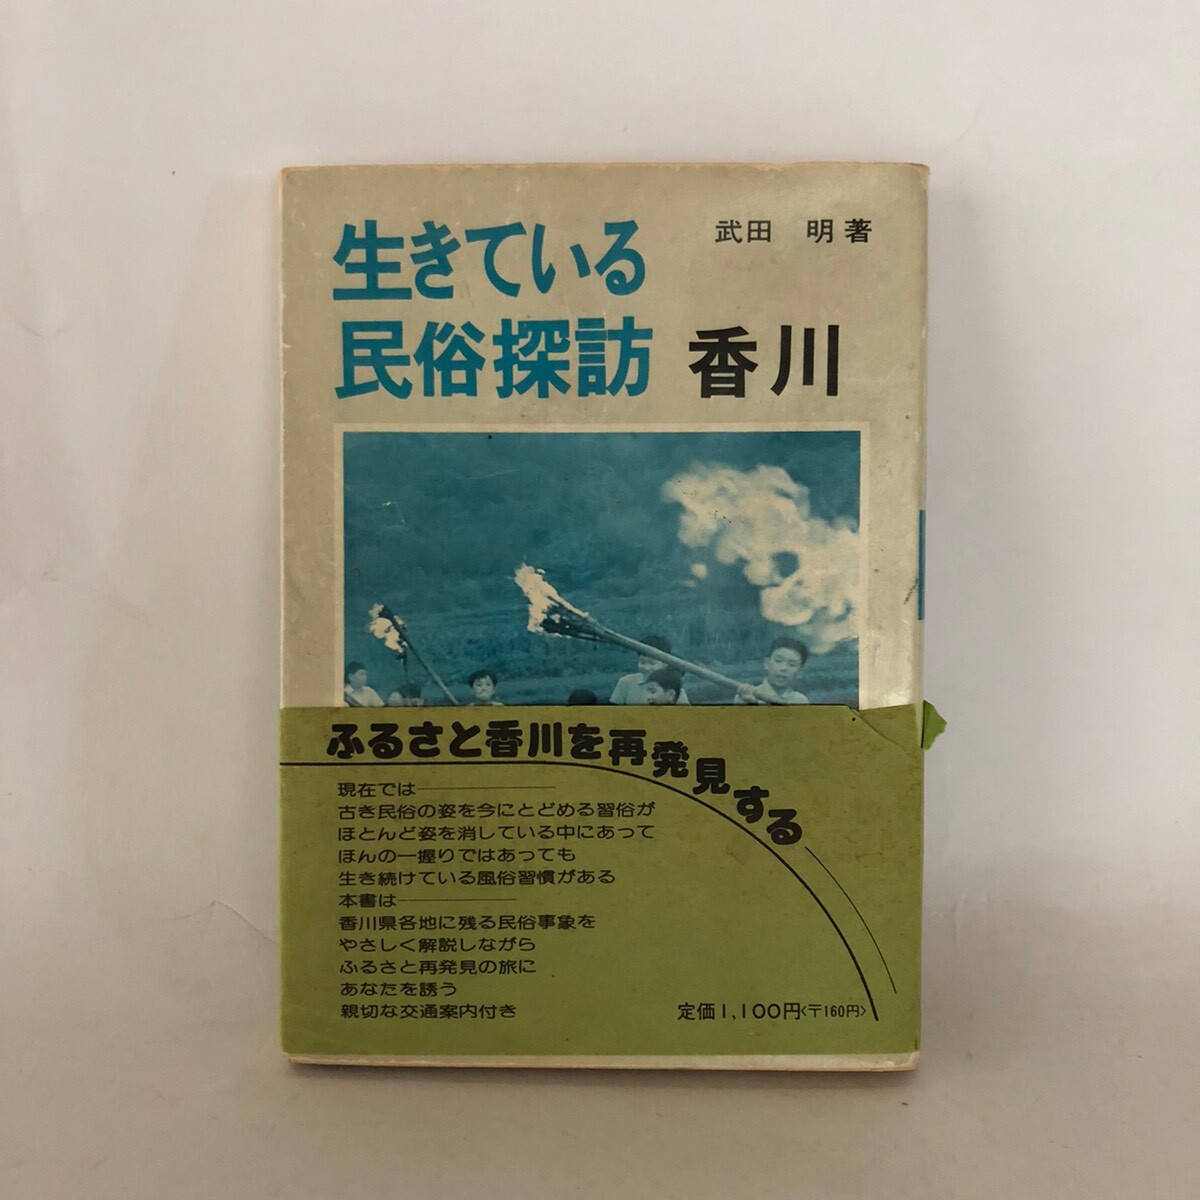 生きている
民俗探訪 香川
武田 明著
ふるさと香川を再発見する
現在では――――
古き民俗の姿を今にとどめる習俗が
ほとんど姿を消している中にあって
ほんの一握りではあっても
生き続けている風俗習慣がある
本書は――――
香川県各地に残る民俗事象を
やさしく解説しながら
ふるさと再発見の旅に
あなたを誘う
親切な交通案内付き
定価1,100円〈〒160円〉